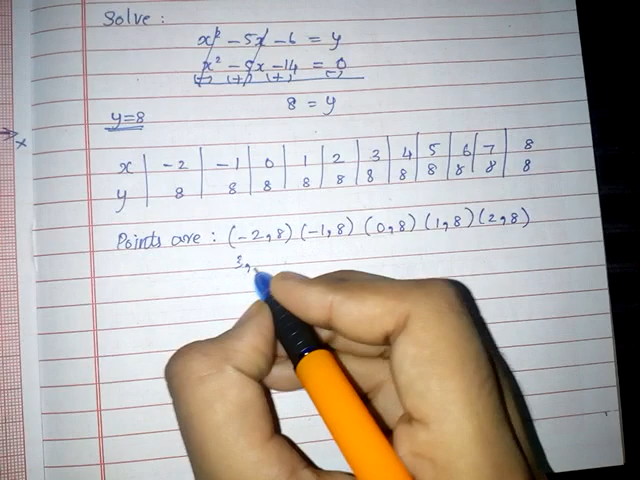 Solve :
x² - 5x - 6 = y
x² - 5x - 14 = 0
(-) (+) (+) (-)
8 = y
y=8
x
x | -2 | -1 | 0 | 1 | 2 | 3 | 4 | 5 | 6 | 7 | 8
y | 8 | 8 | 8 | 8 | 8 | 8 | 8 | 8 | 8 | 8 | 8
Points are : (-2,8) (-1,8) (0,8) (1,8) (2,8)
3,